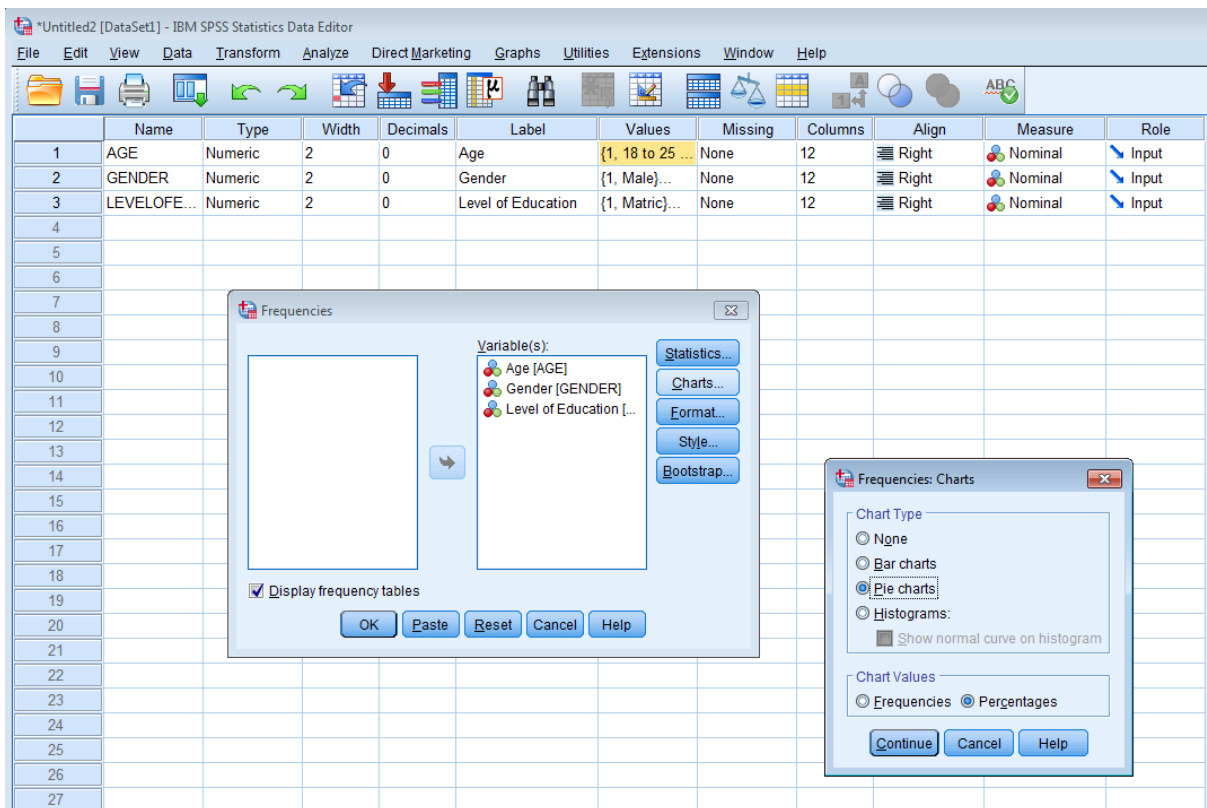 *Untitled2 [DataSet1] - IBM SPSS Statistics Data Editor
File Edit View Data Transform Analyze Direct Marketing Graphs Utilities Extensions Window Help
Name Type Width Decimals Label Values Missing Columns Align Measure Role
1 AGE Numeric 2 0 Age {1, 18 to 25 ... None 12 Right Nominal Input
2 GENDER Numeric 2 0 Gender {1, Male}... None 12 Right Nominal Input
3 LEVELOFE... Numeric 2 0 Level of Education {1, Matric}... None 12 Right Nominal Input
4
5
6
7
8
9
10
11
12
13
14
15
16
17
18
19
20
21
22
23
24
25
26
27
Frequencies
Variable(s):
Age [AGE]
Gender [GENDER]
Level of Education [...
Statistics...
Charts...
Format...
Style...
Bootstrap...
Display frequency tables
OK Paste Reset Cancel Help
Frequencies: Charts
Chart Type
None
Bar charts
Pie charts
Histograms:
Show normal curve on histogram
Chart Values
Frequencies Percentages
Continue Cancel Help